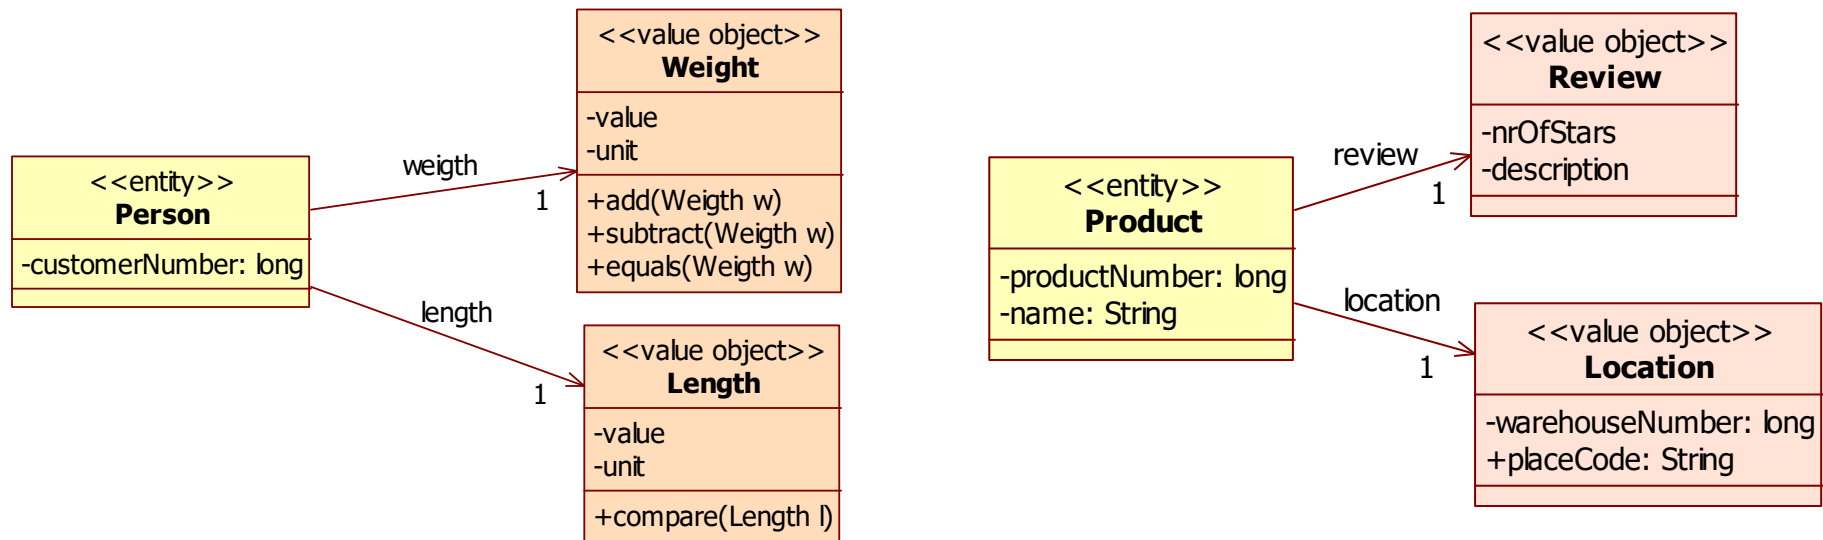 <<entity>>
Person
-customerNumber: long
weigth
1
length
1
<<value object>>
Weight
-value
-unit
+add(Weigth w)
+subtract(Weigth w)
+equals(Weigth w)
<<value object>>
Length
-value
-unit
+compare(Length l)
<<entity>>
Product
-productNumber: long
-name: String
review
1
location
1
<<value object>>
Review
-nrOfStars
-description
<<value object>>
Location
-warehouseNumber: long
+placeCode: String